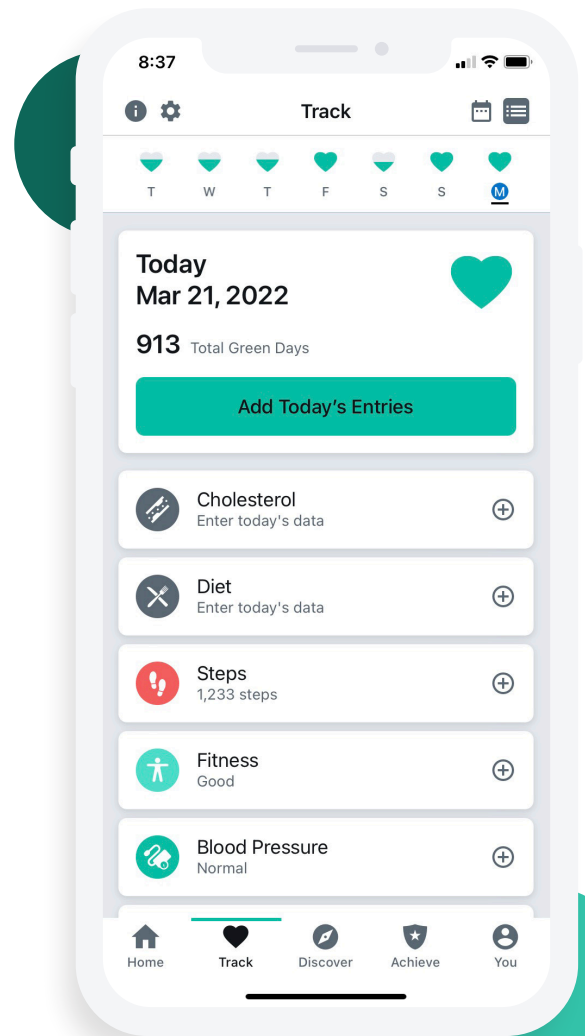 8:37
Track
T W T F S S M
Today
Mar 21, 2022
913 Total Green Days
Add Today’s Entries
Cholesterol
Enter today's data
Diet
Enter today's data
Steps
1,233 steps
Fitness
Good
Blood Pressure
Normal
Home Track Discover Achieve You